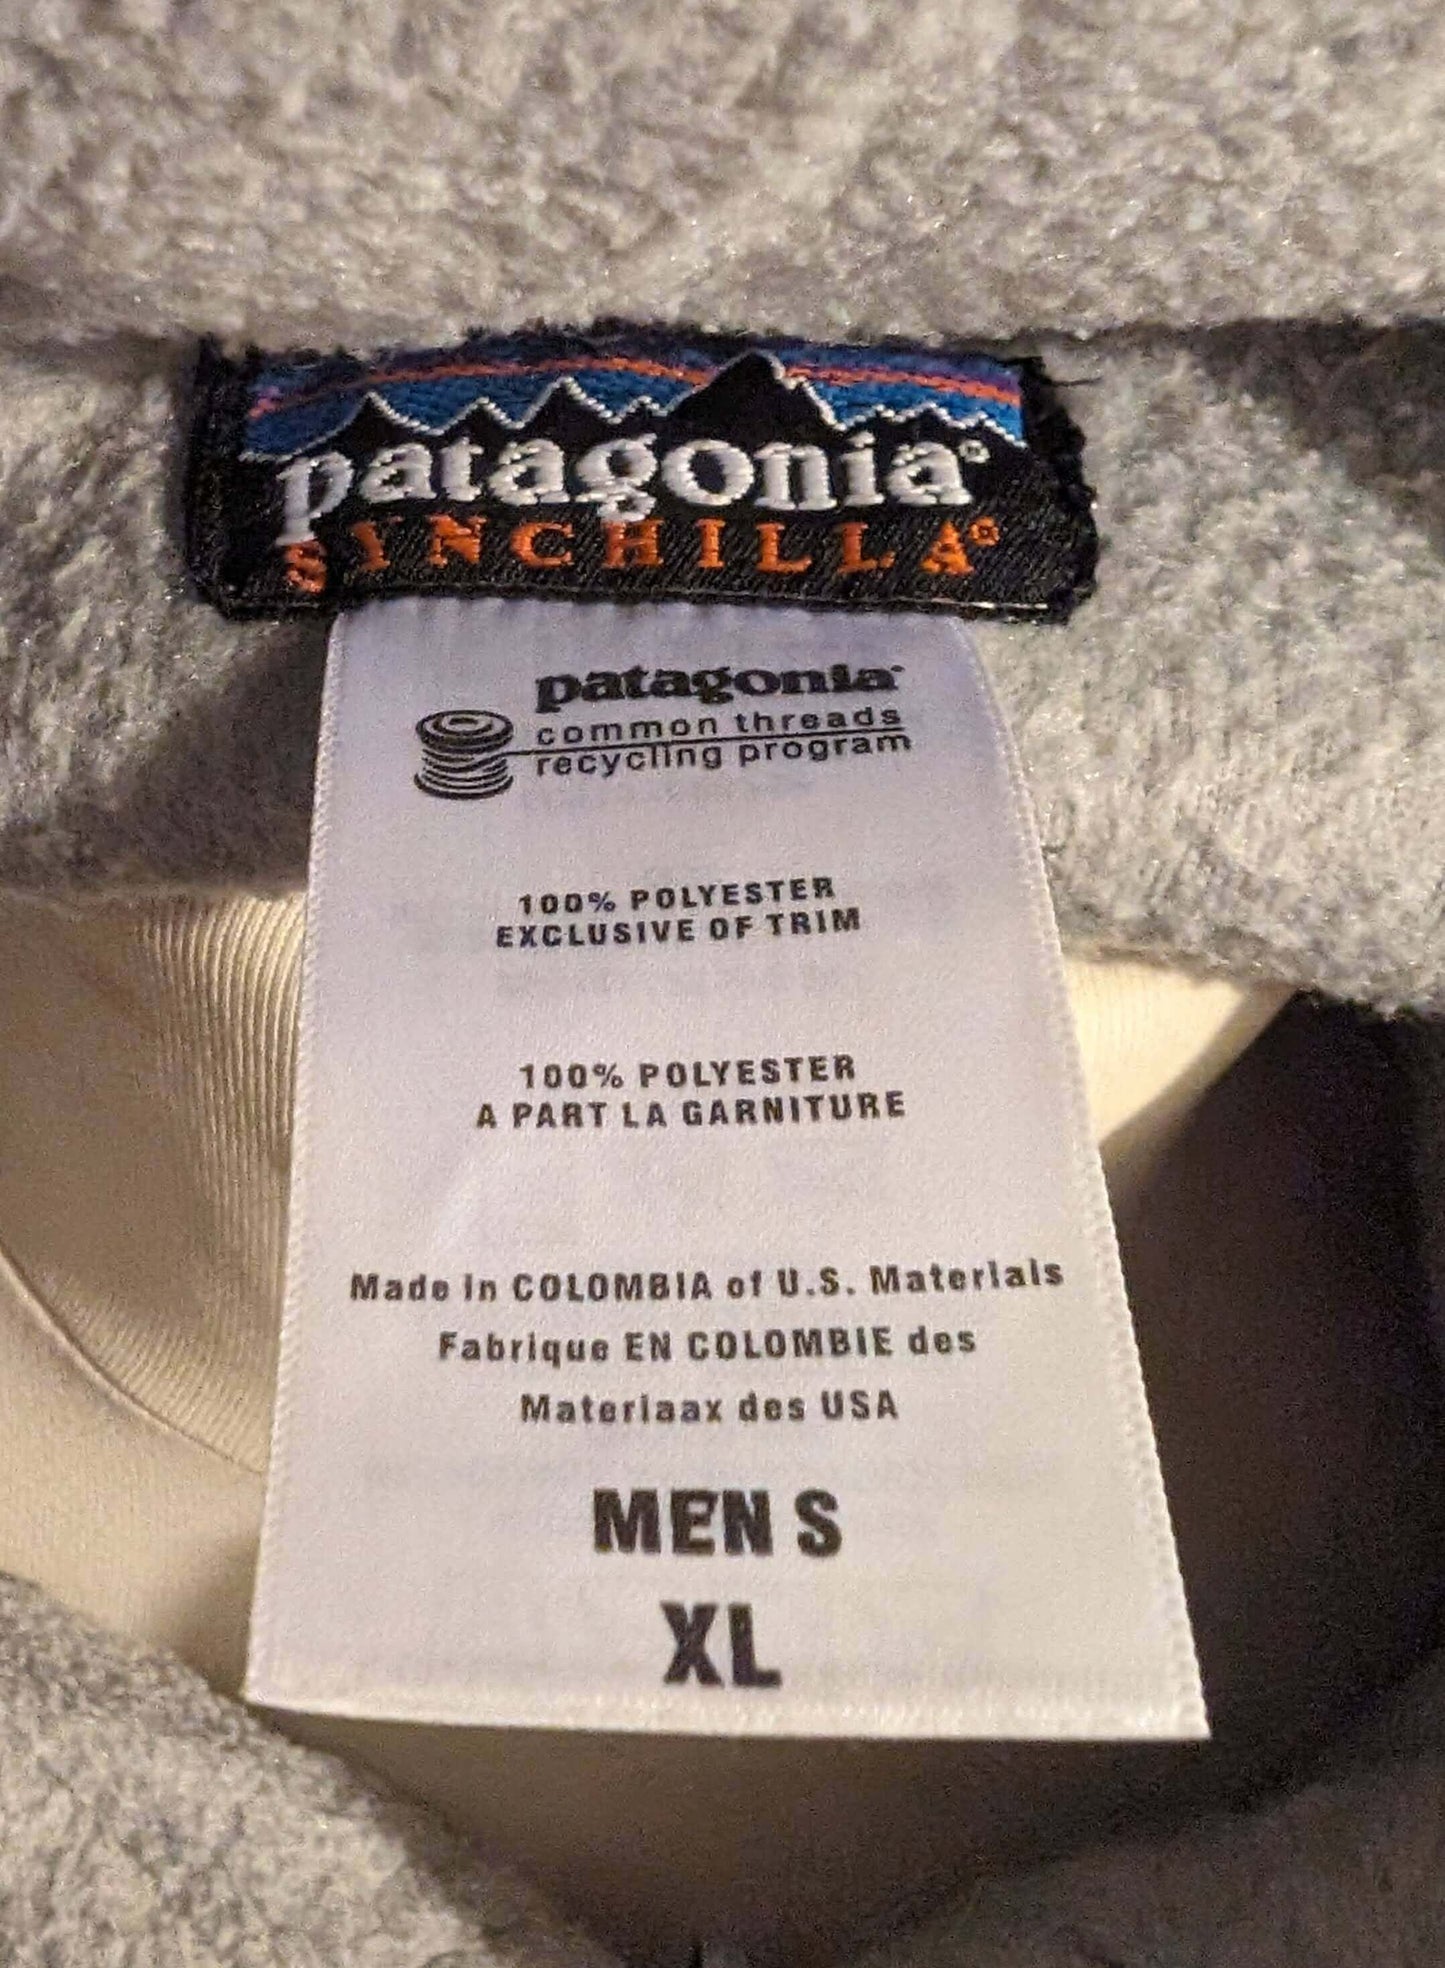 patagonia®
SYNCHILLA®
patagonia®
common threads
recycling program
100% POLYESTER
EXCLUSIVE OF TRIM
100% POLYESTER
A PART LA GARNITURE
Made in COLOMBIA of U.S. Materials
Fabrique EN COLOMBIE des
Materiaax des USA
MEN S
XL